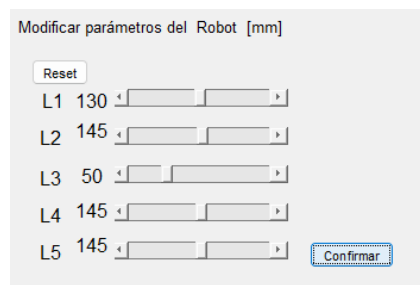 Modificar parámetros del Robot [mm]
Reset
L1 130
L2 145
L3 50
L4 145
L5 145
Confirmar